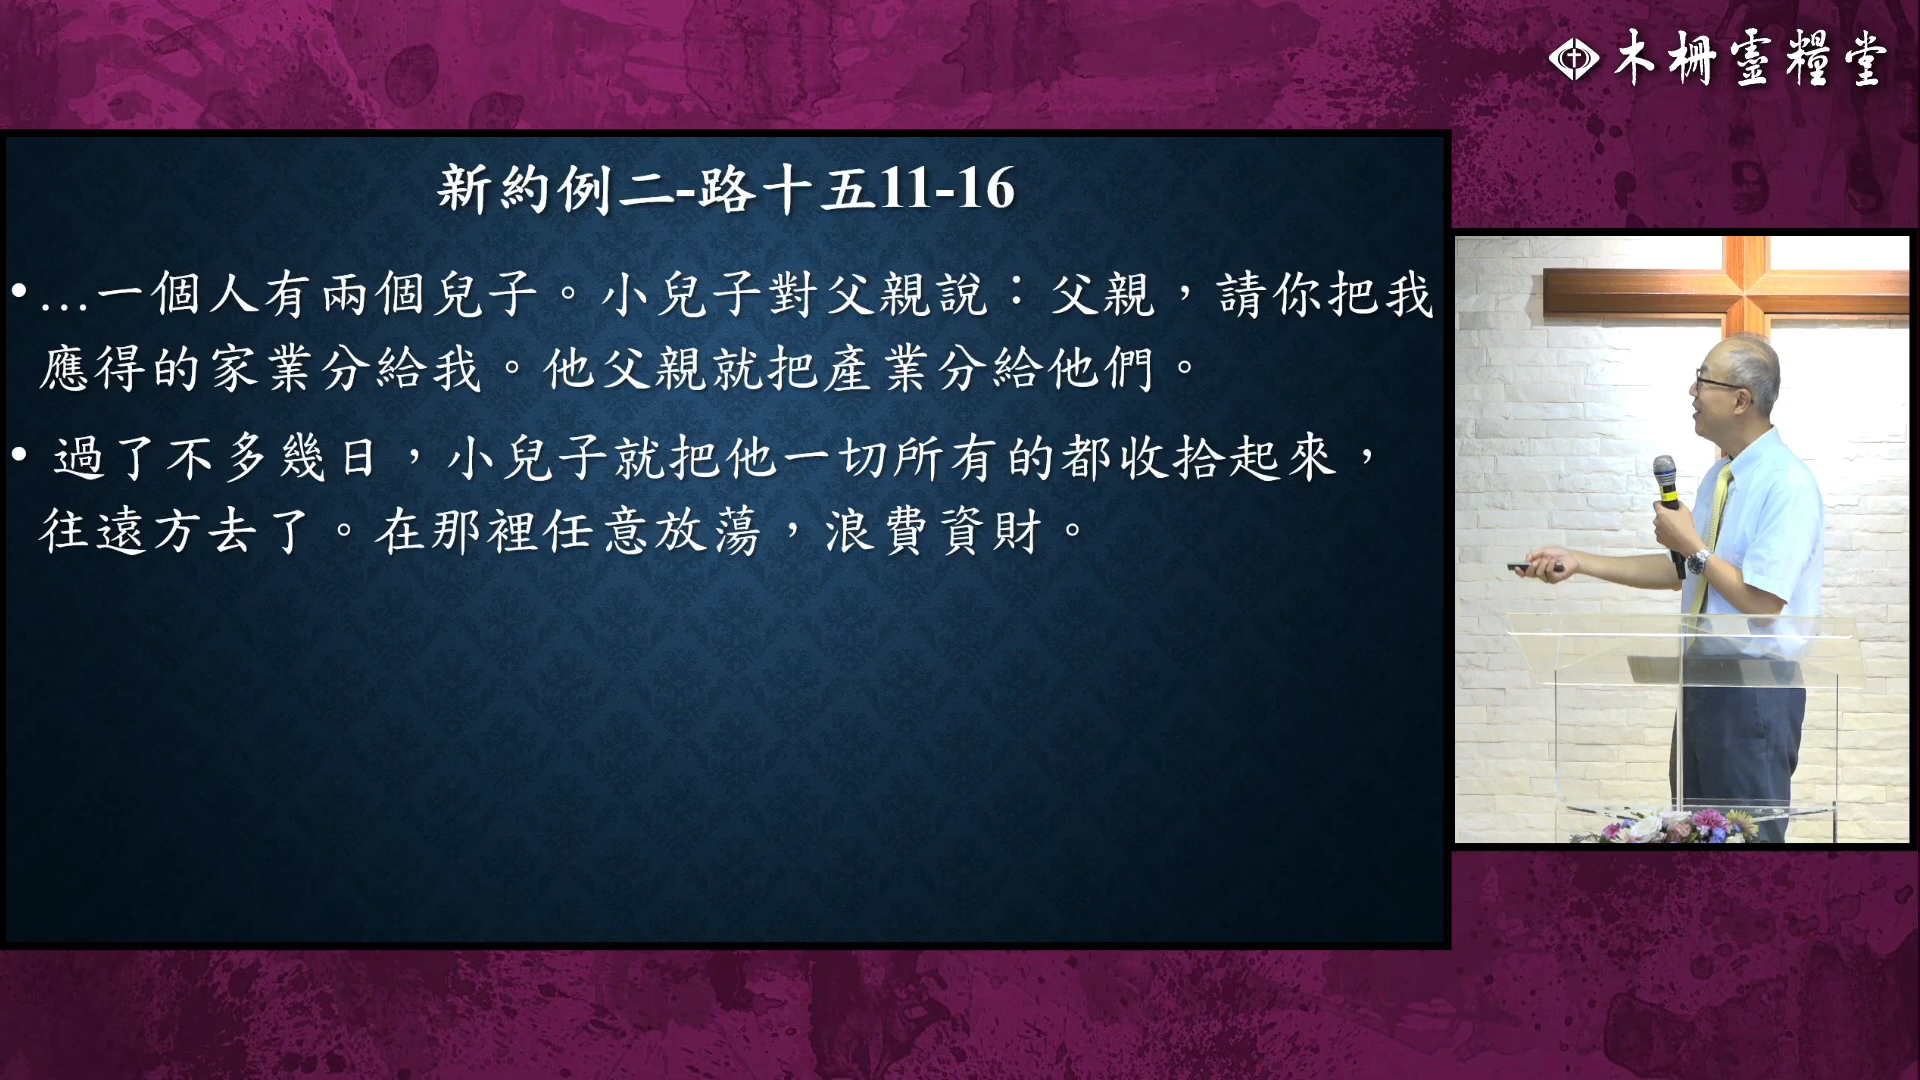 木柵靈糧堂
新約例二-路十五11-16
•…一個人有兩個兒子。小兒子對父親說：父親，請你把我
應得的家業分給我。他父親就把產業分給他們。
• 過了不多幾日，小兒子就把他一切所有的都收拾起來，
往遠方去了。在那裡任意放蕩，浪費資財。